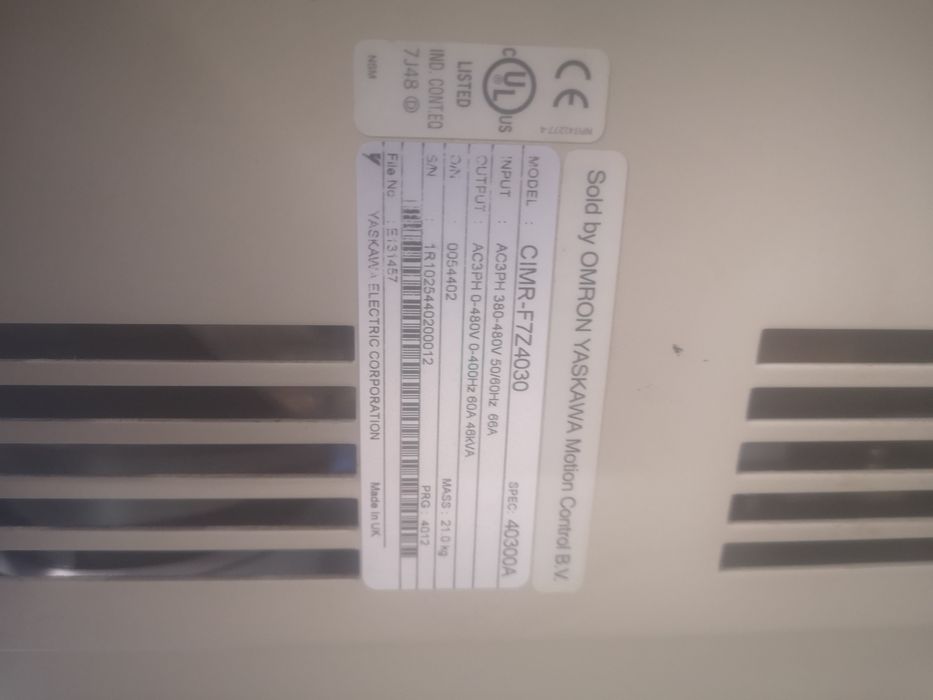 CE
C UL US ®
LISTED
IND. CONT.EQ
7J48 D
NBM
Sold by OMRON YASKAWA Motion Control B.V.
MODEL : CIMR-F7Z4030 SPEC: 40300A
INPUT : AC3PH 380-480V 50/60Hz 66A
OUTPUT : AC3PH 0-480V 0-400Hz 60A 46kVA
O/N : 0054402 MASS : 21.0 kg
S/N : 1R1025440200012 PRG : 4012
File No : E131457
YASKAWA ELECTRIC CORPORATION Made in UK